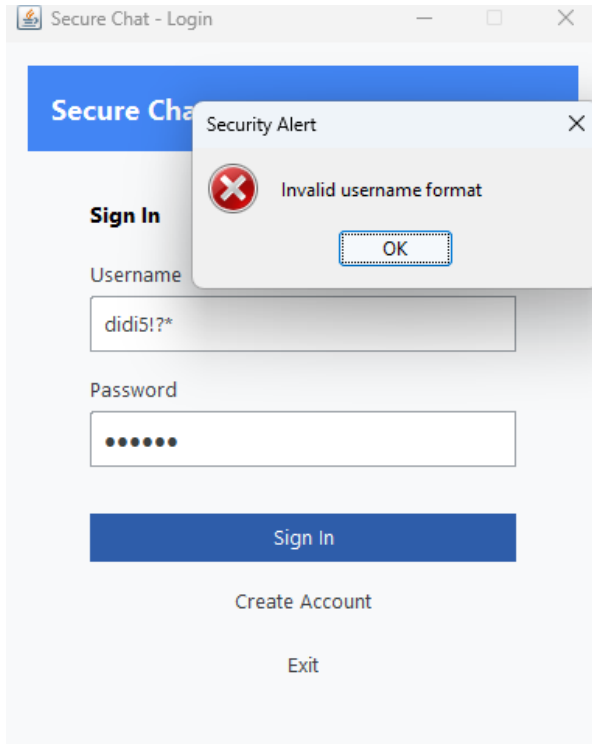 Secure Chat - Login
Secure Cha
Security Alert
Invalid username format
OK
Sign In
Username
didi5!?*
Password
Sign In
Create Account
Exit